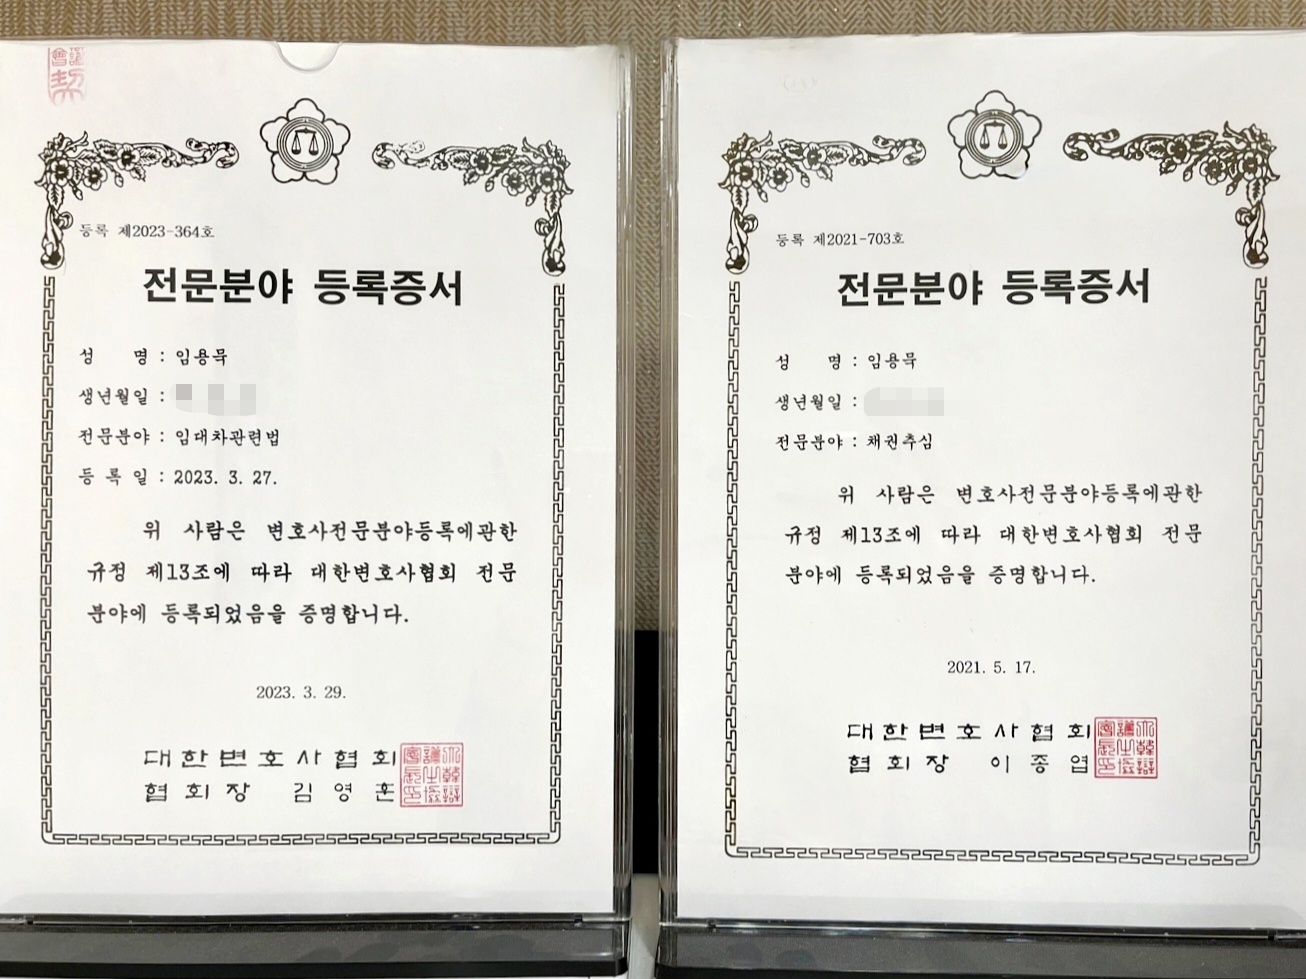 등록 제2023-364호
전문분야 등록증서
성 명 : 임용묵
생년월일 :
전문분야 : 임대차관련법
등 록 일 : 2023. 3. 27.
위 사람은 변호사전문분야등록에관한
규정 제13조에 따라 대한변호사협회 전문
분야에 등록되었음을 증명합니다.
2023. 3. 29.
대한변호사협회
협회장 김영훈
등록 제2021-703호
전문분야 등록증서
성 명 : 임용묵
생년월일 :
전문분야 : 채권추심
위 사람은 변호사전문분야등록에관한
규정 제13조에 따라 대한변호사협회 전문
분야에 등록되었음을 증명합니다.
2021. 5. 17.
대한변호사협회
협회장 이종엽